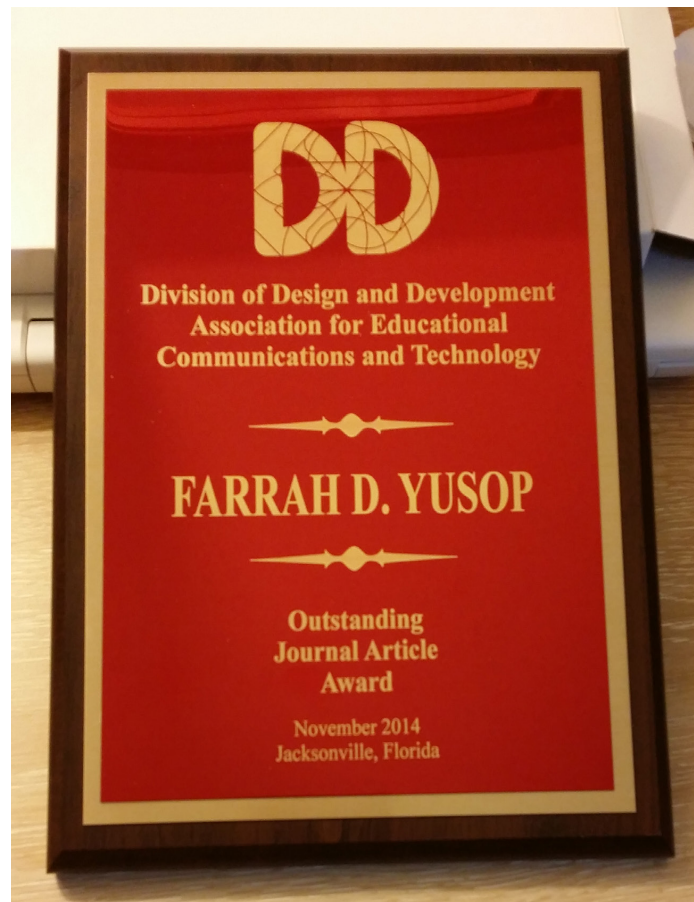 DD
Division of Design and Development
Association for Educational
Communications and Technology
FARRAH D. YUSOP
Outstanding
Journal Article
Award
November 2014
Jacksonville, Florida